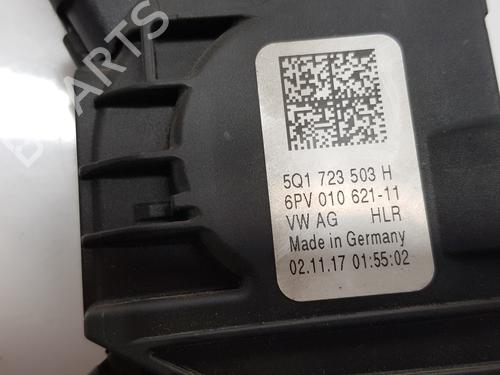 5Q1 723 503 H
6PV 010 621-11
VW AG HLR
Made in Germany
02.11.17 01:55:02
PARTS